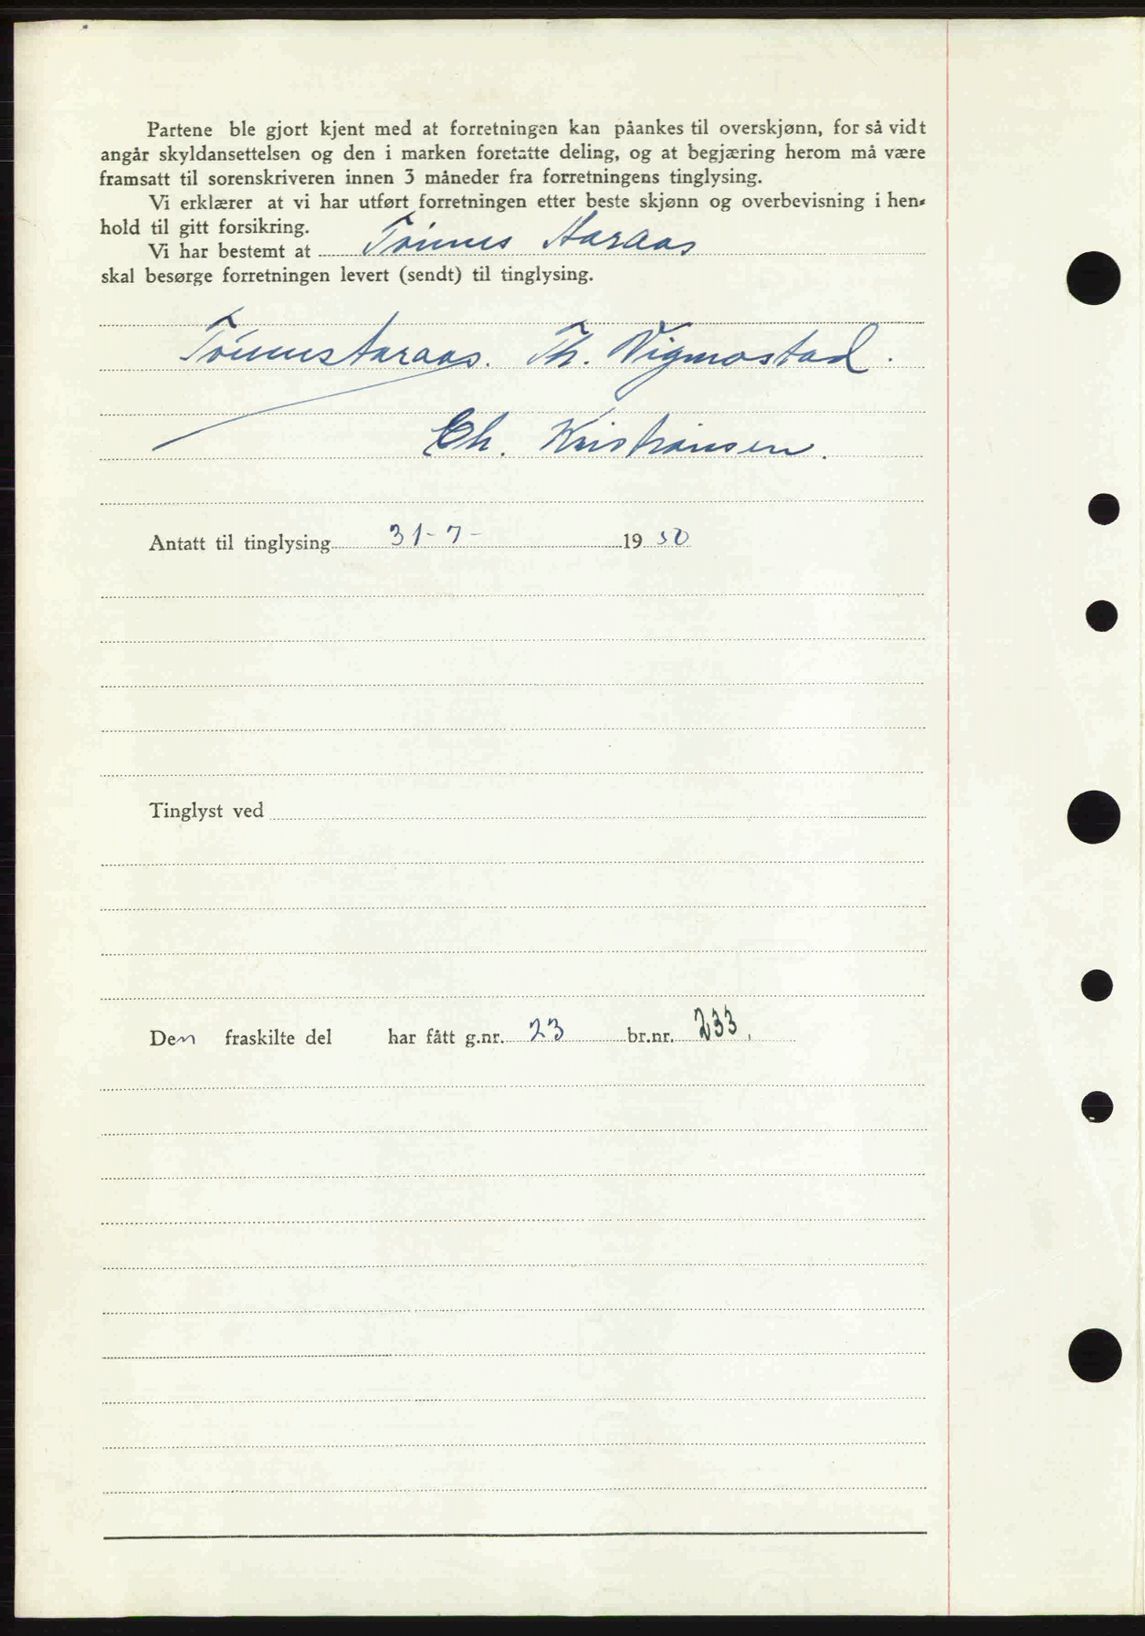 Partene ble gjort kjent med at forretningen kan påankes til overskjønn, for så vidt
angår skyldansettelsen og den i marken foretatte deling, og at begjæring herom må være
framsatt til sorenskriveren innen 3 måneder fra forretningens tinglysing.
Vi erklærer at vi har utført forretningen etter beste skjønn og overbevisning i hen-
hold til gitt forsikring.
Vi har bestemt at Tønnes Aaraas
skal besørge forretningen levert (sendt) til tinglysing.
Tønnes Aaraas. Th. Vigmostad.
Ch. Kristiansen.
Antatt til tinglysing 31-7- 1950
Tinglyst ved
Den fraskilte del har fått g.nr. 23 br.nr. 233.